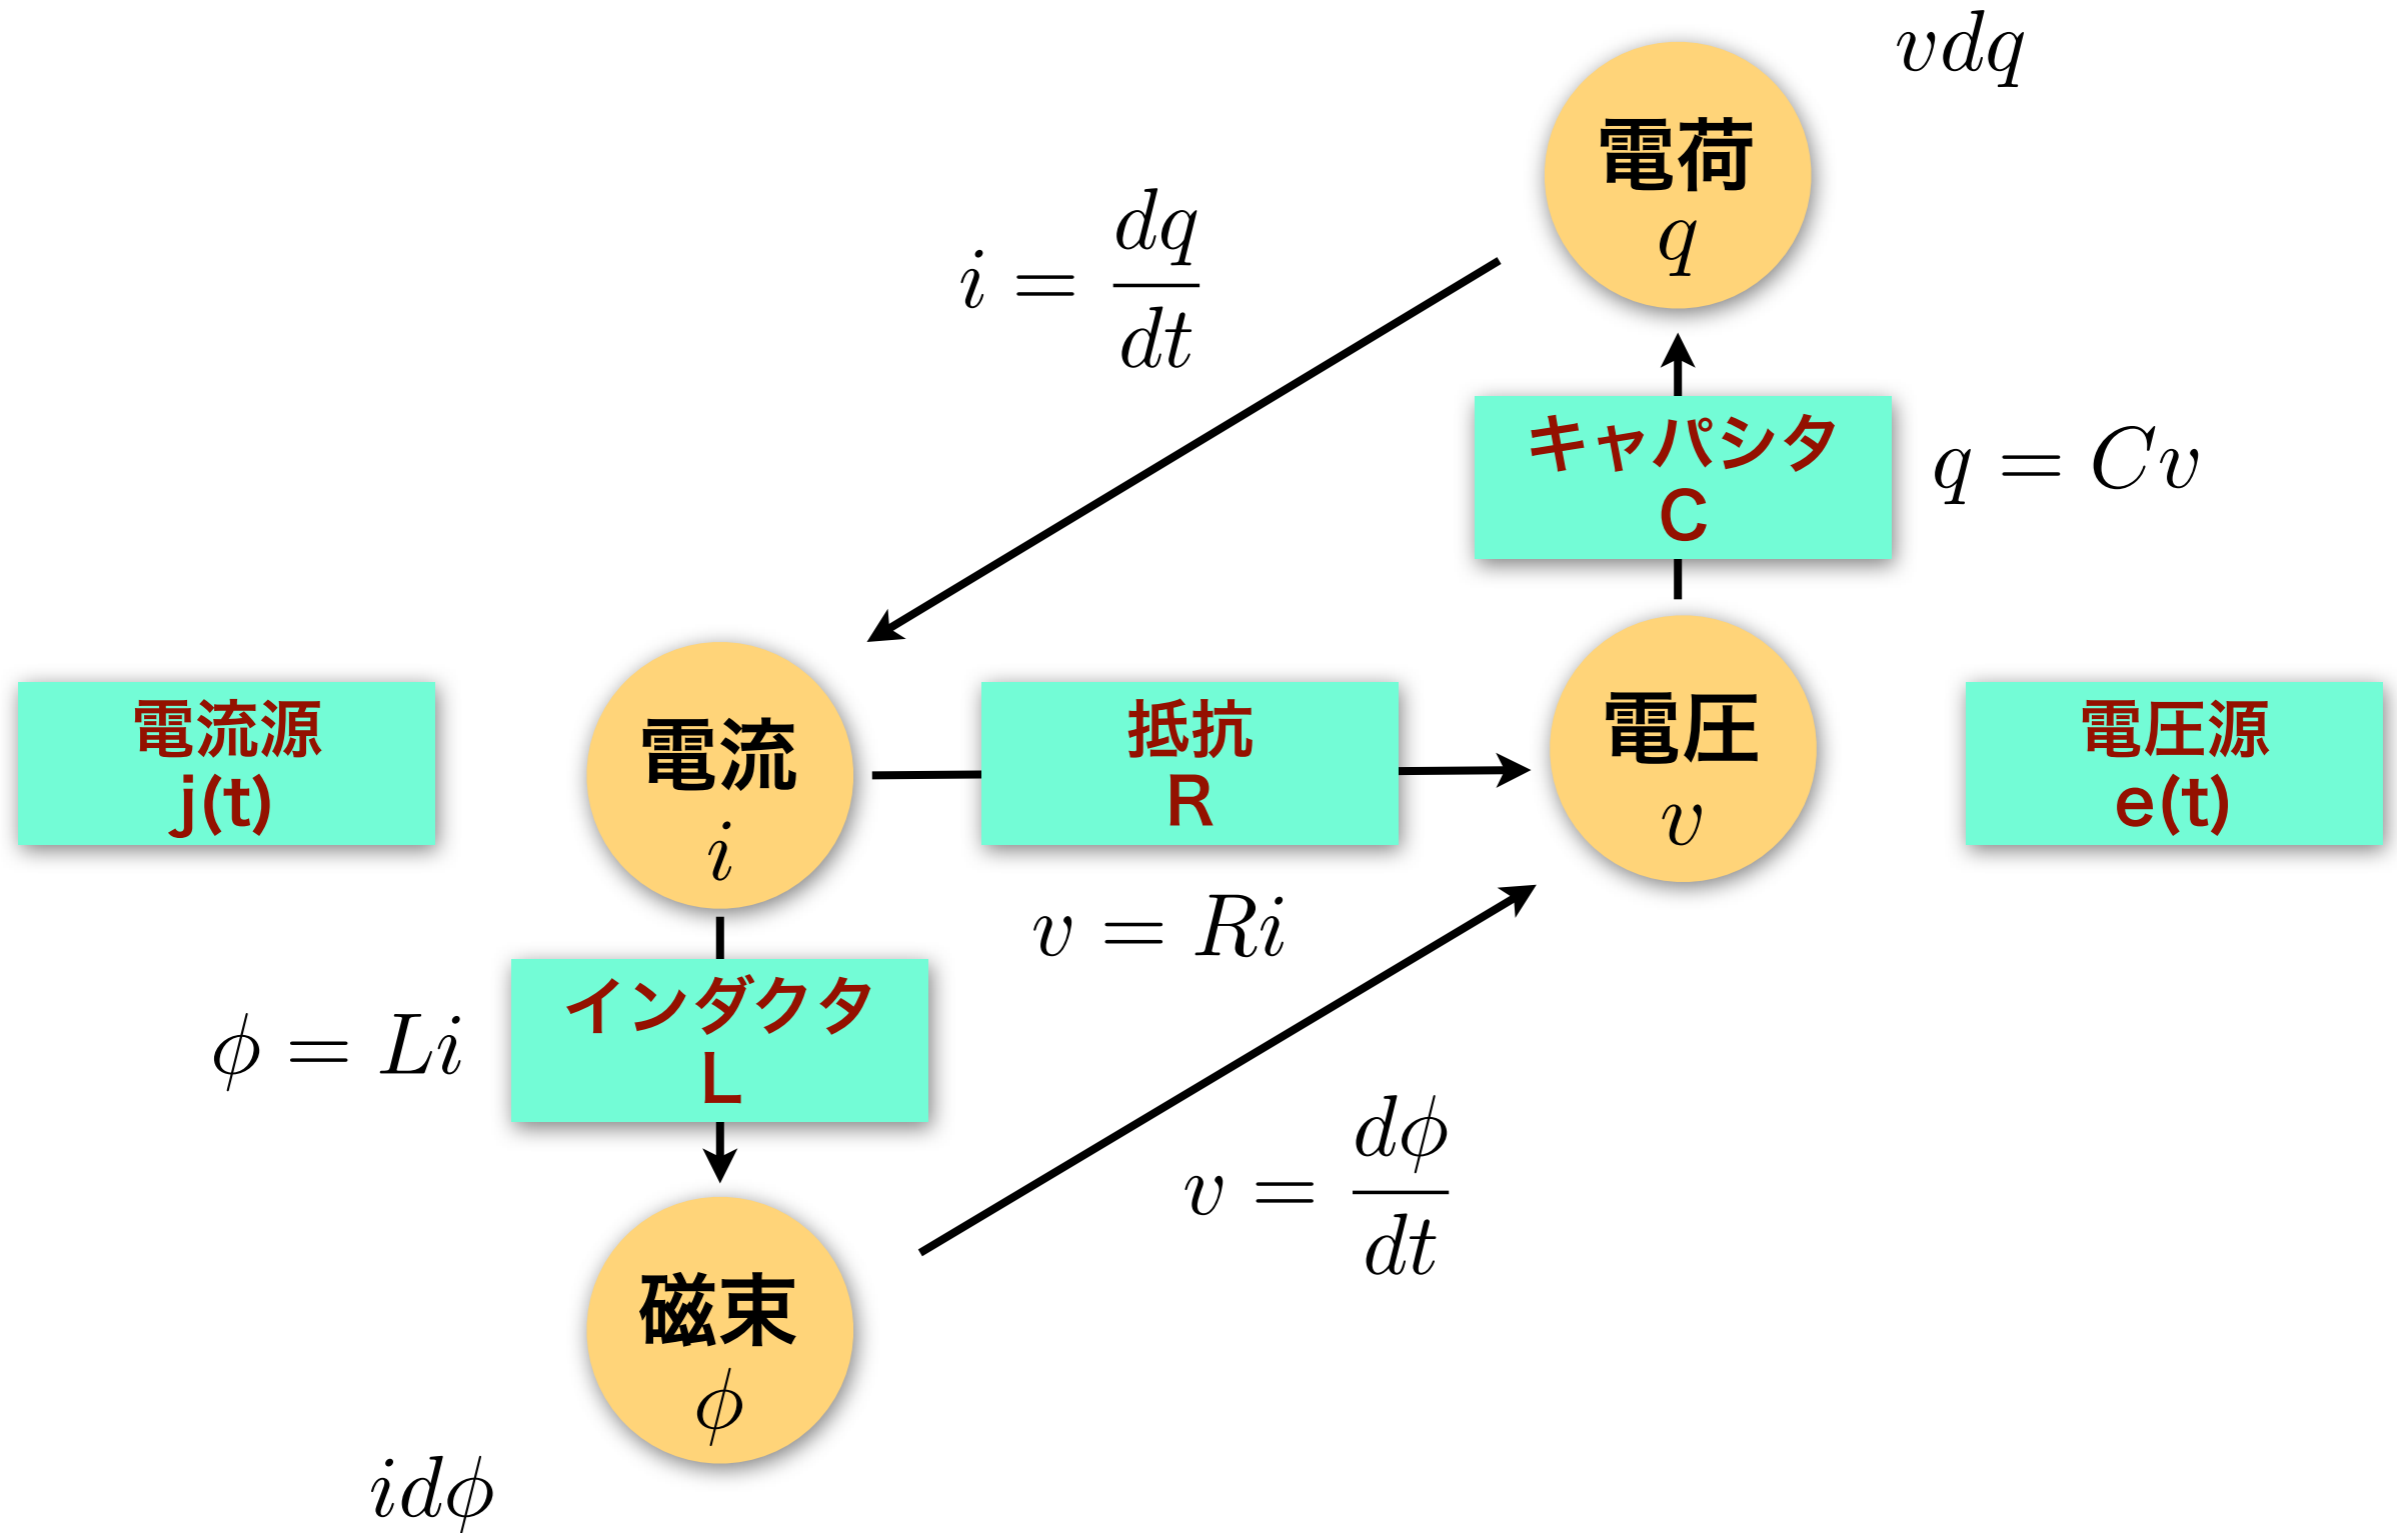 vdq
電荷
q
i = dq/dt
キャパシタ
C
q = Cv
電流源
j(t)
電流
i
抵抗
R
電圧
v
電圧源
e(t)
v = Ri
インダクタ
L
ϕ = Li
v = dϕ/dt
磁束
ϕ
idϕ